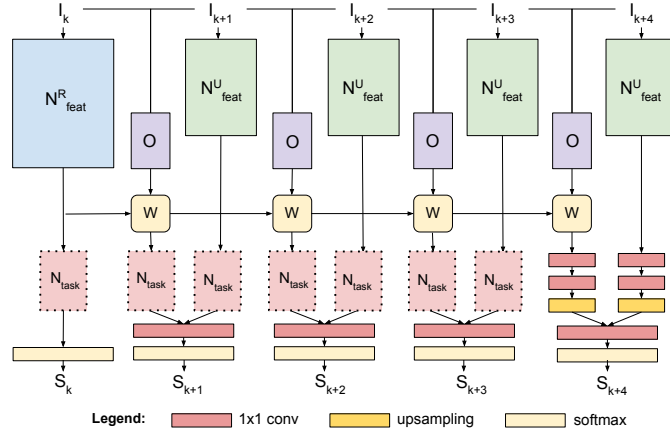 I_k I_k+1 I_k+2 I_k+3 I_k+4
N^R_feat N^U_feat N^U_feat N^U_feat N^U_feat
O O O O
W W W W
N_task N_task N_task N_task N_task N_task N_task
S_k S_k+1 S_k+2 S_k+3 S_k+4
Legend: 1x1 conv upsampling softmax